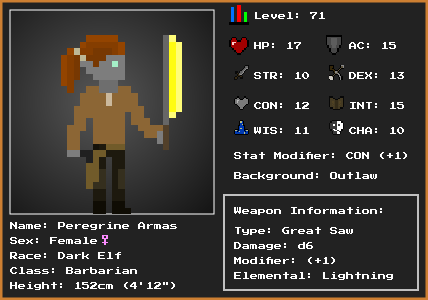 Level: 71
HP: 17
AC: 15
STR: 10
DEX: 13
CON: 12
INT: 15
WIS: 11
CHA: 10
Stat Modifier: CON (+1)
Background: Outlaw
Name: Peregrine Armas
Sex: Female♀
Race: Dark Elf
Class: Barbarian
Height: 152cm (4'12")
Weapon Information:
Type: Great Saw
Damage: d6
Modifier: (+1)
Elemental: Lightning